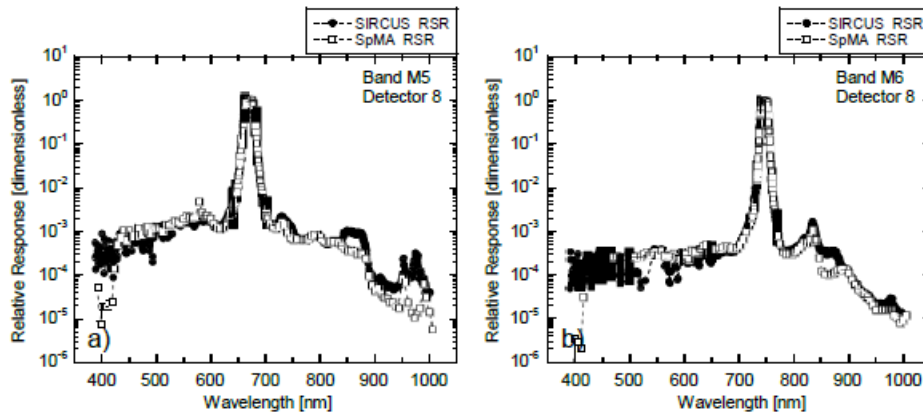 SIRCUS RSR
SpMA RSR
Relative Response [dimensionless]
10^1
10^0
10^-1
10^-2
10^-3
10^-4
10^-5
10^-6
Band M5
Detector 8
a)
400 500 600 700 800 900 1000
Wavelength [nm]
SIRCUS RSR
SpMA RSR
Relative Response [dimensionless]
10^1
10^0
10^-1
10^-2
10^-3
10^-4
10^-5
10^-6
Band M6
Detector 8
b)
400 500 600 700 800 900 1000
Wavelength [nm]